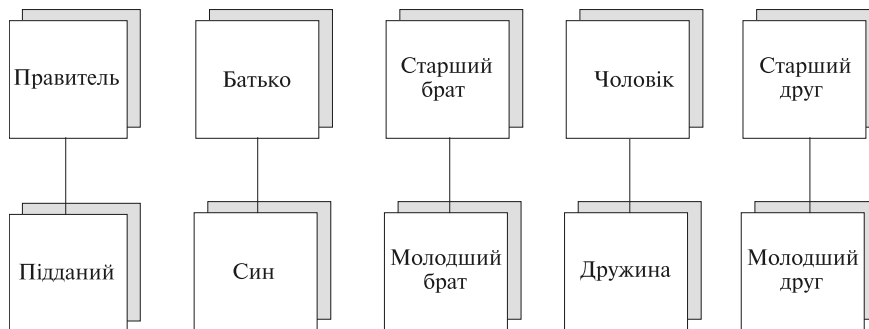 Правитель
Батько
Старший
брат
Чоловік
Старший
друг
Підданий
Син
Молодший
брат
Дружина
Молодший
друг